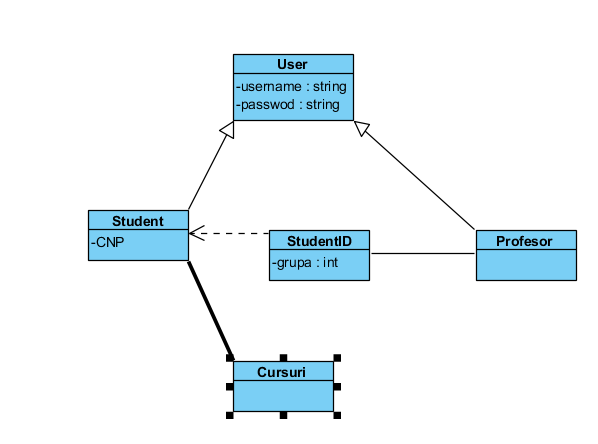 User
-username : string
-passwod : string
Student
-CNP
StudentID
-grupa : int
Profesor
Cursuri